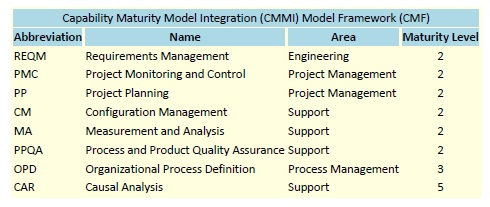 Capability Maturity Model Integration (CMMI) Model Framework (CMF)
Abbreviation Name Area Maturity Level
REQM Requirements Management Engineering 2
PMC Project Monitoring and Control Project Management 2
PP Project Planning Project Management 2
CM Configuration Management Support 2
MA Measurement and Analysis Support 2
PPQA Process and Product Quality Assurance Support 2
OPD Organizational Process Definition Process Management 3
CAR Causal Analysis Support 5